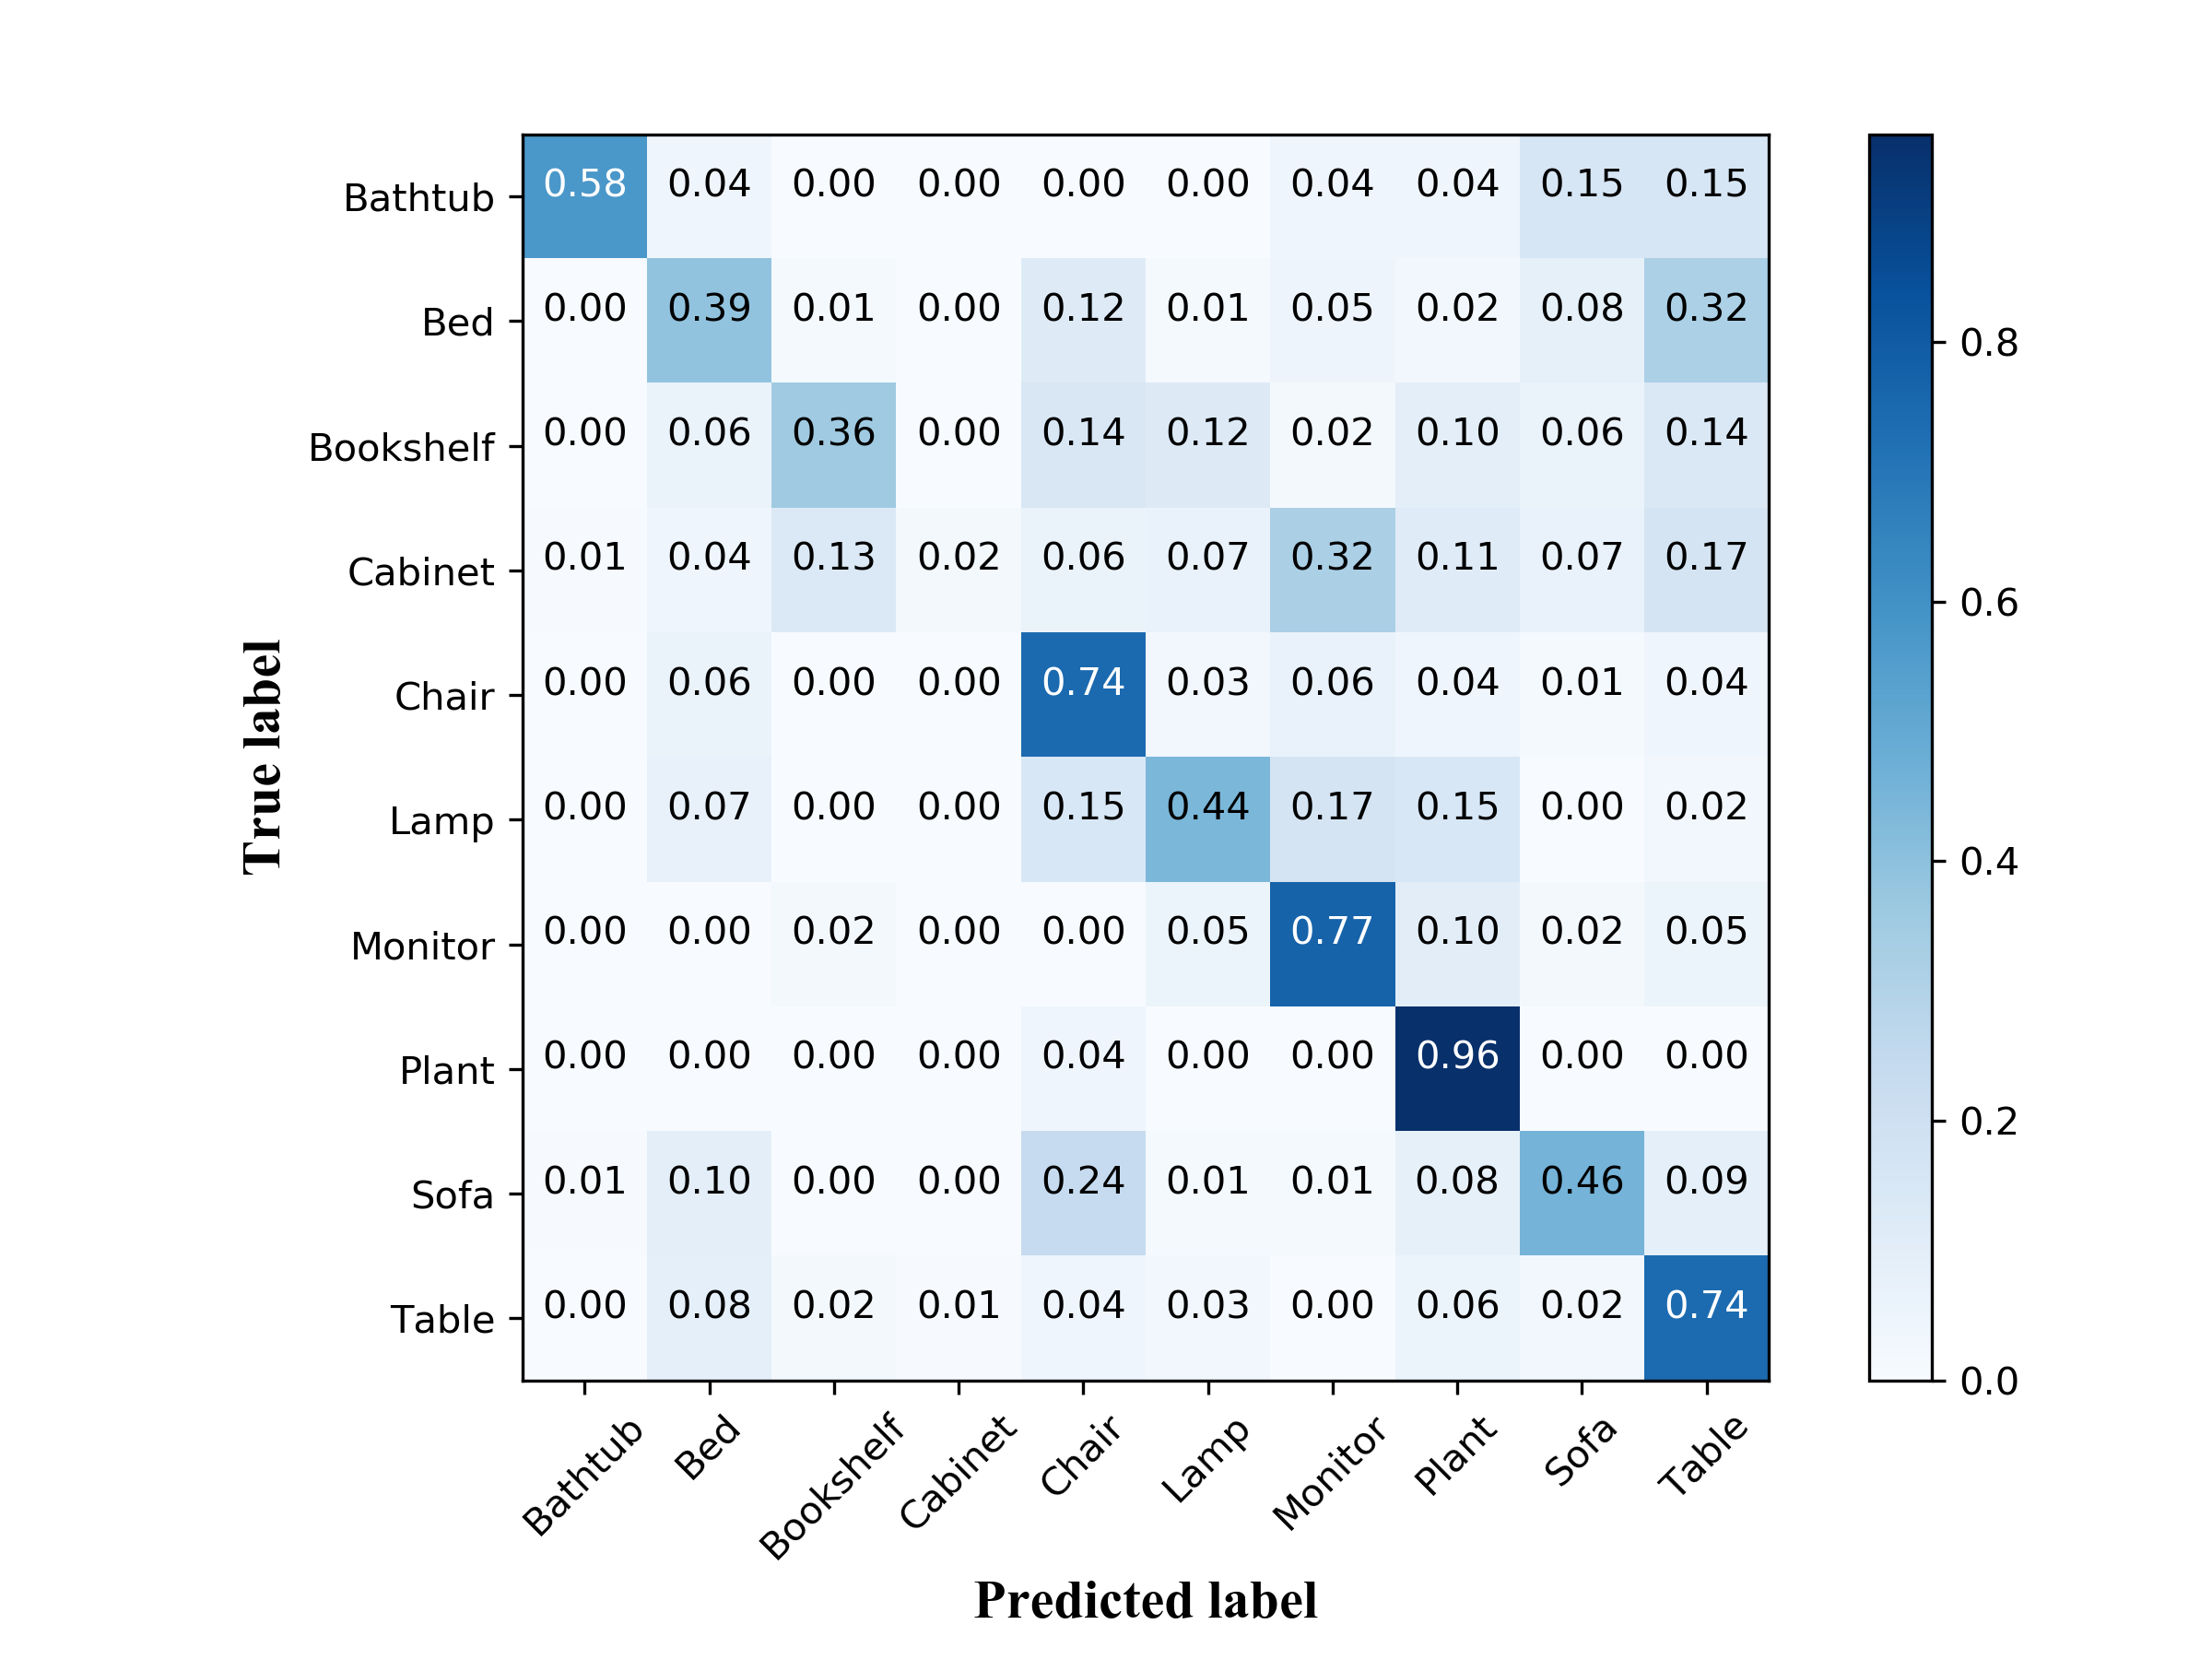 Bathtub 0.58 0.04 0.00 0.00 0.00 0.00 0.04 0.04 0.15 0.15
Bed 0.00 0.39 0.01 0.00 0.12 0.01 0.05 0.02 0.08 0.32
Bookshelf 0.00 0.06 0.36 0.00 0.14 0.12 0.02 0.10 0.06 0.14
Cabinet 0.01 0.04 0.13 0.02 0.06 0.07 0.32 0.11 0.07 0.17
Chair 0.00 0.06 0.00 0.00 0.74 0.03 0.06 0.04 0.01 0.04
Lamp 0.00 0.07 0.00 0.00 0.15 0.44 0.17 0.15 0.00 0.02
Monitor 0.00 0.00 0.02 0.00 0.00 0.05 0.77 0.10 0.02 0.05
Plant 0.00 0.00 0.00 0.00 0.04 0.00 0.00 0.96 0.00 0.00
Sofa 0.01 0.10 0.00 0.00 0.24 0.01 0.01 0.08 0.46 0.09
Table 0.00 0.08 0.02 0.01 0.04 0.03 0.00 0.06 0.02 0.74
Bathtub Bed Bookshelf Cabinet Chair Lamp Monitor Plant Sofa Table
Predicted label
True label
0.8
0.6
0.4
0.2
0.0